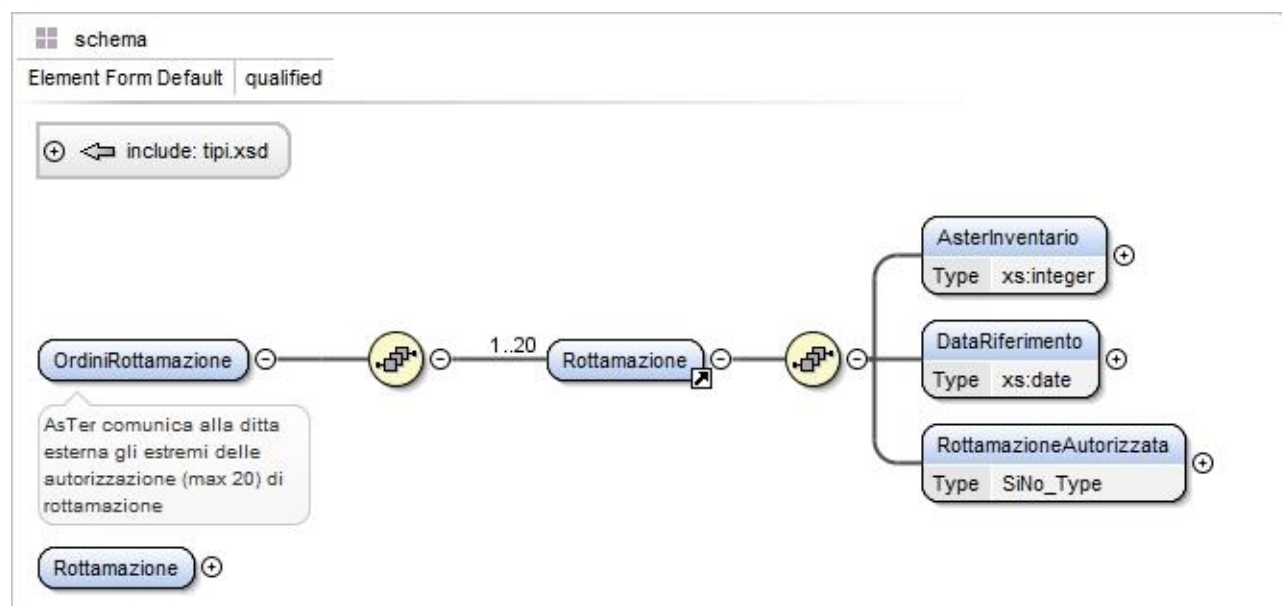 schema
Element Form Default qualified
include: tipi.xsd
AsterInventario
Type xs:integer
DataRiferimento
Type xs:date
RottamazioneAutorizzata
Type SiNo_Type
OrdiniRottamazione
1..20
Rottamazione
AsTer comunica alla ditta
esterna gli estremi delle
autorizzazione (max 20) di
rottamazione
Rottamazione